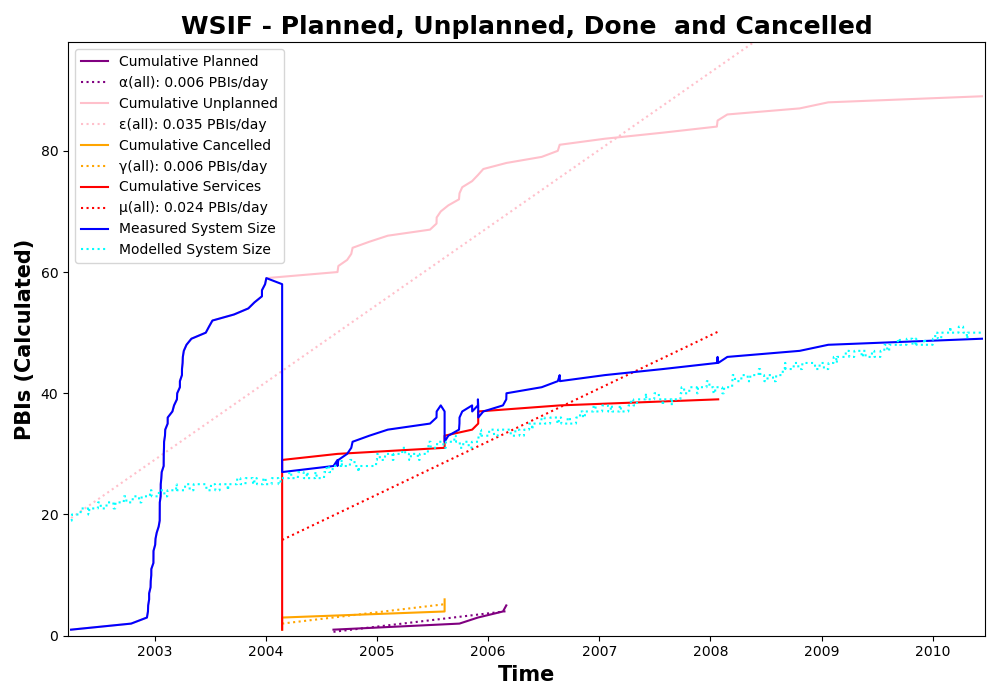 WSIF - Planned, Unplanned, Done  and Cancelled
Cumulative Planned
α(all): 0.006 PBIs/day
Cumulative Unplanned
ε(all): 0.035 PBIs/day
Cumulative Cancelled
γ(all): 0.006 PBIs/day
Cumulative Services
μ(all): 0.024 PBIs/day
Measured System Size
Modelled System Size
PBIs (Calculated)
80
60
40
20
0
2003 2004 2005 2006 2007 2008 2009 2010
Time